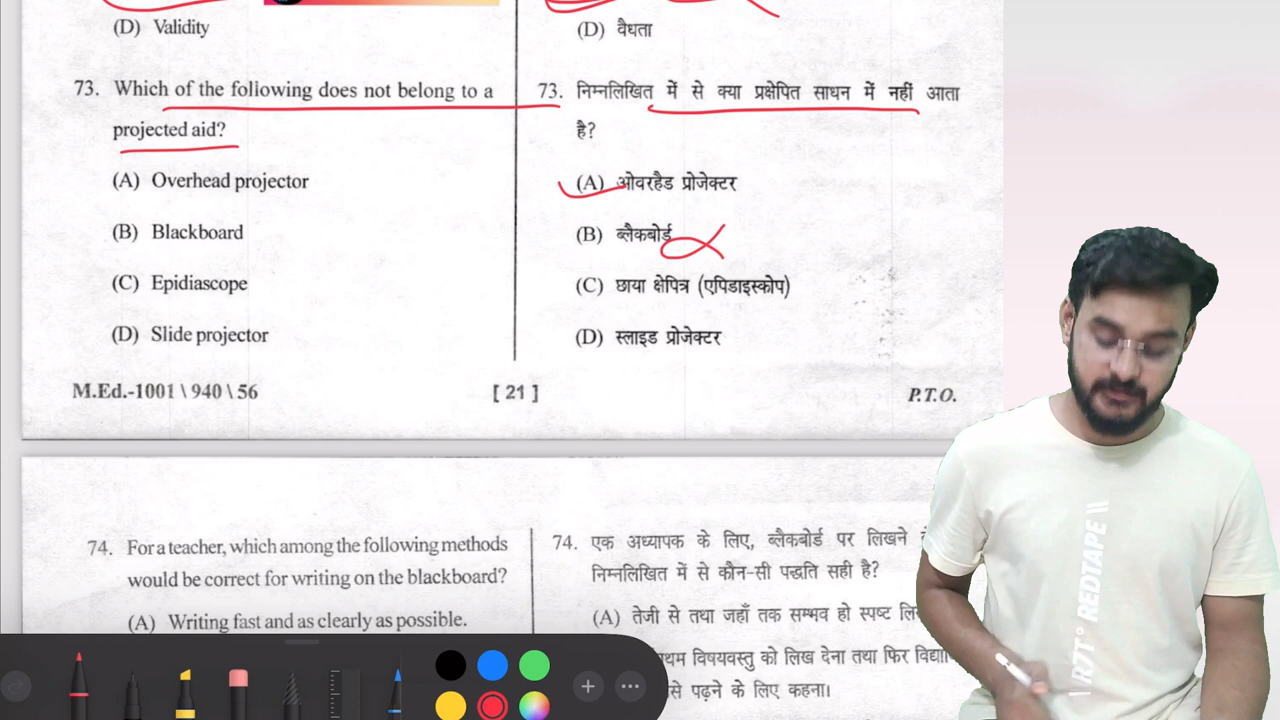 (D) Validity
73. Which of the following does not belong to a
projected aid?
(A) Overhead projector
(B) Blackboard
(C) Epidiascope
(D) Slide projector
(D) वैधता
73. निम्नलिखित में से क्या प्रक्षेपित साधन में नहीं आता
है?
(A) ओवरहैड प्रोजेक्टर
(B) ब्लैकबोर्ड
(C) छाया क्षेपित्र (एपिडाइस्कोप)
(D) स्लाइड प्रोजेक्टर
M.Ed.-1001 \ 940 \ 56
[ 21 ]
P.T.O.
74. For a teacher, which among the following methods
would be correct for writing on the blackboard?
(A) Writing fast and as clearly as possible.
74. एक अध्यापक के लिए, ब्लैकबोर्ड पर लिखने
निम्नलिखित में से कौन-सी पद्धति सही है?
(A) तेजी से तथा जहाँ तक सम्भव हो स्पष्ट
विषयवस्तु को लिख देना तथा फिर
से पढ़ने के लिए कहना।
\ RJT° REDTAPE \\